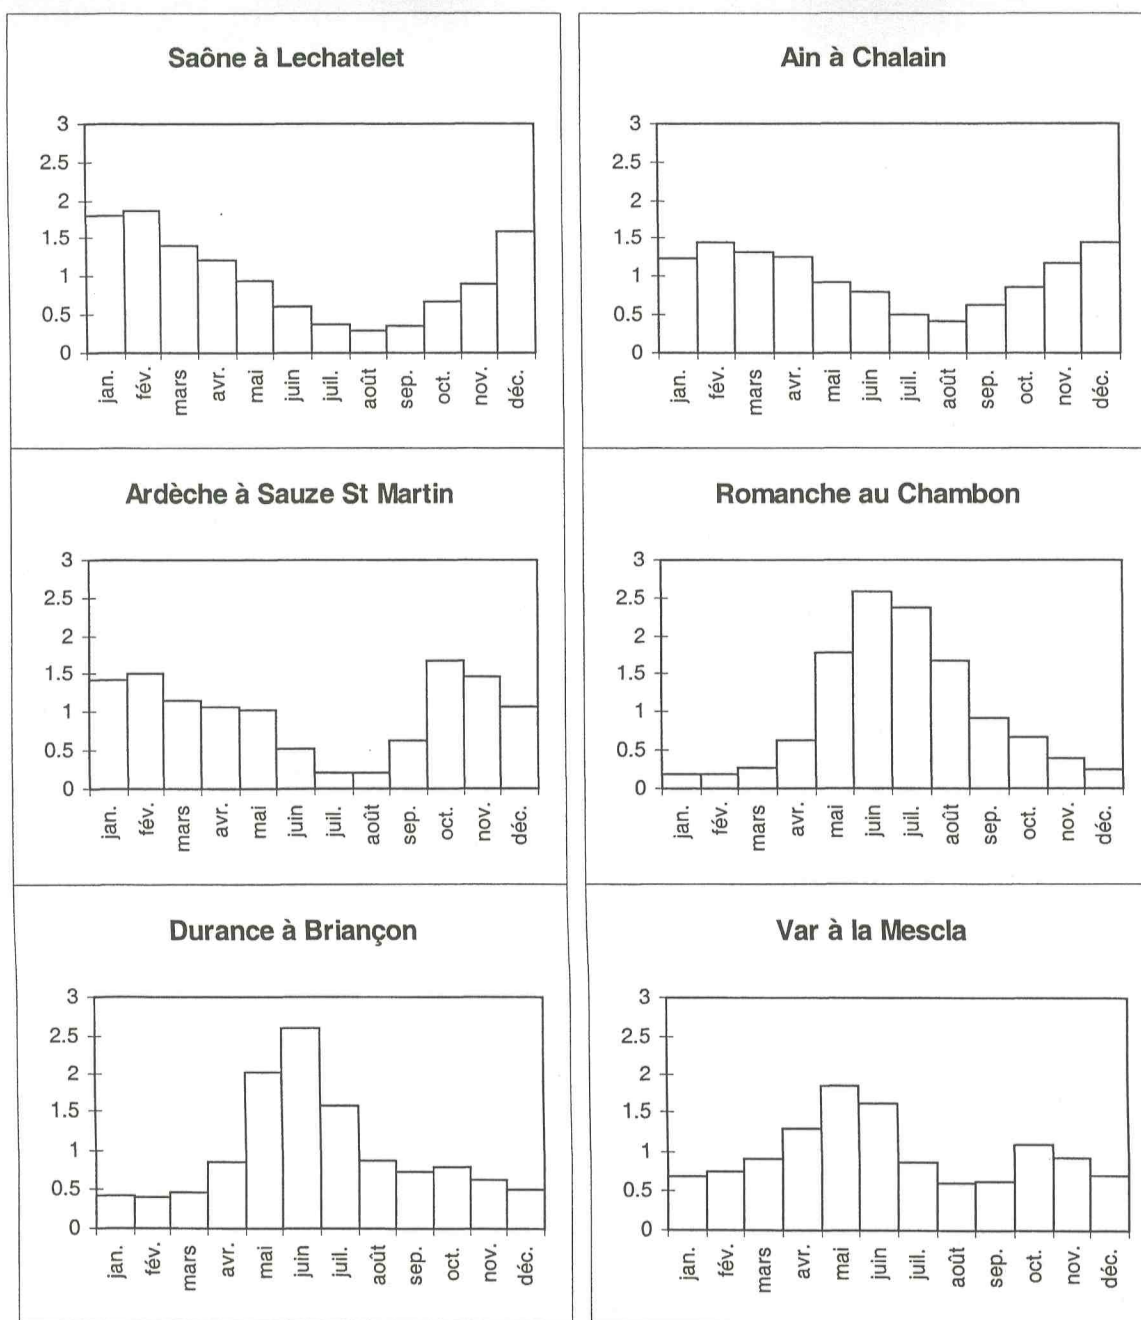 Saône à Lechatelet
3
2.5
2
1.5
1
0.5
0
jan.
fév.
mars
avr.
mai
juin
juil.
août
sep.
oct.
nov.
déc.
Ain à Chalain
3
2.5
2
1.5
1
0.5
0
jan.
fév.
mars
avr.
mai
juin
juil.
août
sep.
oct.
nov.
déc.
Ardèche à Sauze St Martin
3
2.5
2
1.5
1
0.5
0
jan.
fév.
mars
avr.
mai
juin
juil.
août
sep.
oct.
nov.
déc.
Romanche au Chambon
3
2.5
2
1.5
1
0.5
0
jan.
fév.
mars
avr.
mai
juin
juil.
août
sep.
oct.
nov.
déc.
Durance à Briançon
3
2.5
2
1.5
1
0.5
0
jan.
fév.
mars
avr.
mai
juin
juil.
août
sep.
oct.
nov.
déc.
Var à la Mescla
3
2.5
2
1.5
1
0.5
0
jan.
fév.
mars
avr.
mai
juin
juil.
août
sep.
oct.
nov.
déc.